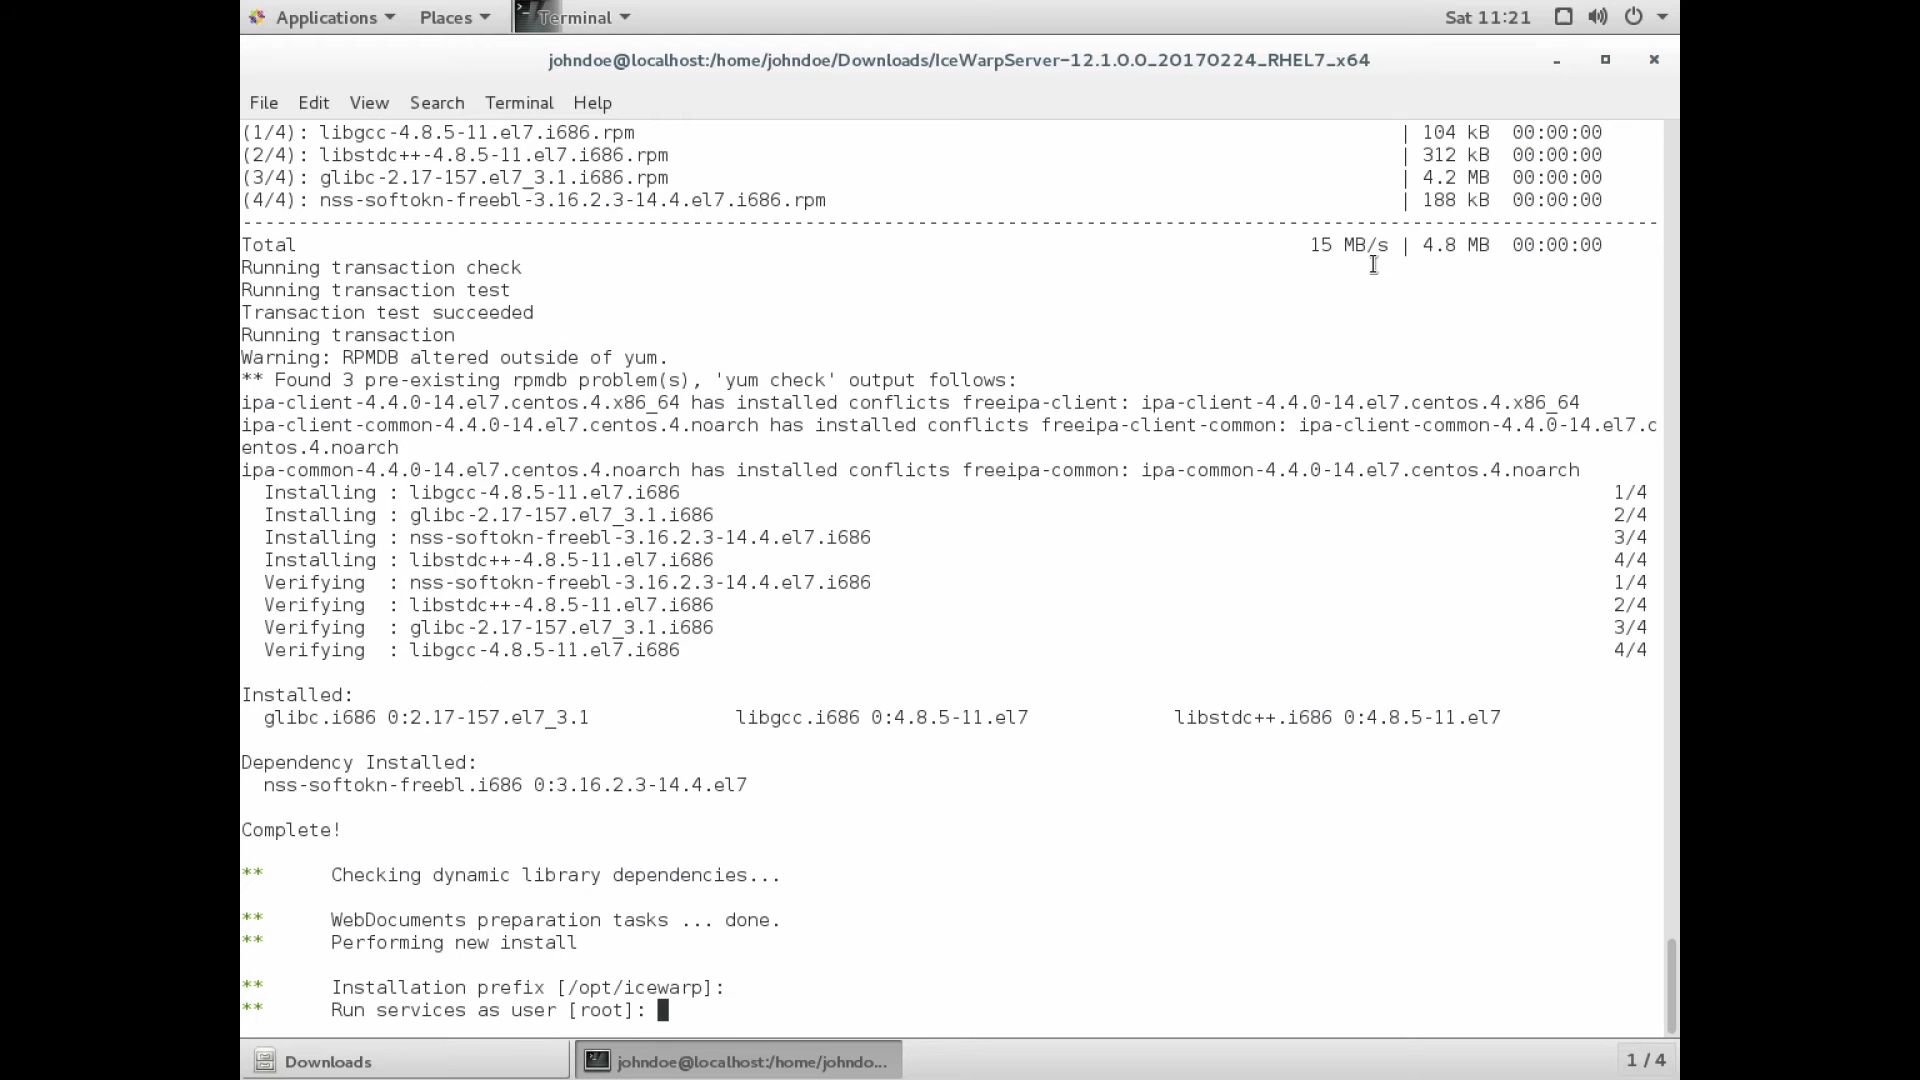 Applications Places Terminal Sat 11:21
johndoe@localhost:/home/johndoe/Downloads/IceWarpServer-12.1.0.0_20170224_RHEL7_x64
File Edit View Search Terminal Help
(1/4): libgcc-4.8.5-11.el7.i686.rpm | 104 kB 00:00:00
(2/4): libstdc++-4.8.5-11.el7.i686.rpm | 312 kB 00:00:00
(3/4): glibc-2.17-157.el7_3.1.i686.rpm | 4.2 MB 00:00:00
(4/4): nss-softokn-freebl-3.16.2.3-14.4.el7.i686.rpm | 188 kB 00:00:00
--------------------------------------------------------------------------------------------------------------------------------
Total 15 MB/s | 4.8 MB 00:00:00
Running transaction check
Running transaction test
Transaction test succeeded
Running transaction
Warning: RPMDB altered outside of yum.
** Found 3 pre-existing rpmdb problem(s), 'yum check' output follows:
ipa-client-4.4.0-14.el7.centos.4.x86_64 has installed conflicts freeipa-client: ipa-client-4.4.0-14.el7.centos.4.x86_64
ipa-client-common-4.4.0-14.el7.centos.4.noarch has installed conflicts freeipa-client-common: ipa-client-common-4.4.0-14.el7.c
entos.4.noarch
ipa-common-4.4.0-14.el7.centos.4.noarch has installed conflicts freeipa-common: ipa-common-4.4.0-14.el7.centos.4.noarch
Installing : libgcc-4.8.5-11.el7.i686 1/4
Installing : glibc-2.17-157.el7_3.1.i686 2/4
Installing : nss-softokn-freebl-3.16.2.3-14.4.el7.i686 3/4
Installing : libstdc++-4.8.5-11.el7.i686 4/4
Verifying : nss-softokn-freebl-3.16.2.3-14.4.el7.i686 1/4
Verifying : libstdc++-4.8.5-11.el7.i686 2/4
Verifying : glibc-2.17-157.el7_3.1.i686 3/4
Verifying : libgcc-4.8.5-11.el7.i686 4/4
Installed:
glibc.i686 0:2.17-157.el7_3.1 libgcc.i686 0:4.8.5-11.el7 libstdc++.i686 0:4.8.5-11.el7
Dependency Installed:
nss-softokn-freebl.i686 0:3.16.2.3-14.4.el7
Complete!
** Checking dynamic library dependencies...
** WebDocuments preparation tasks ... done.
** Performing new install
** Installation prefix [/opt/icewarp]:
** Run services as user [root]:
Downloads johndoe@localhost:/home/johndo... 1 / 4